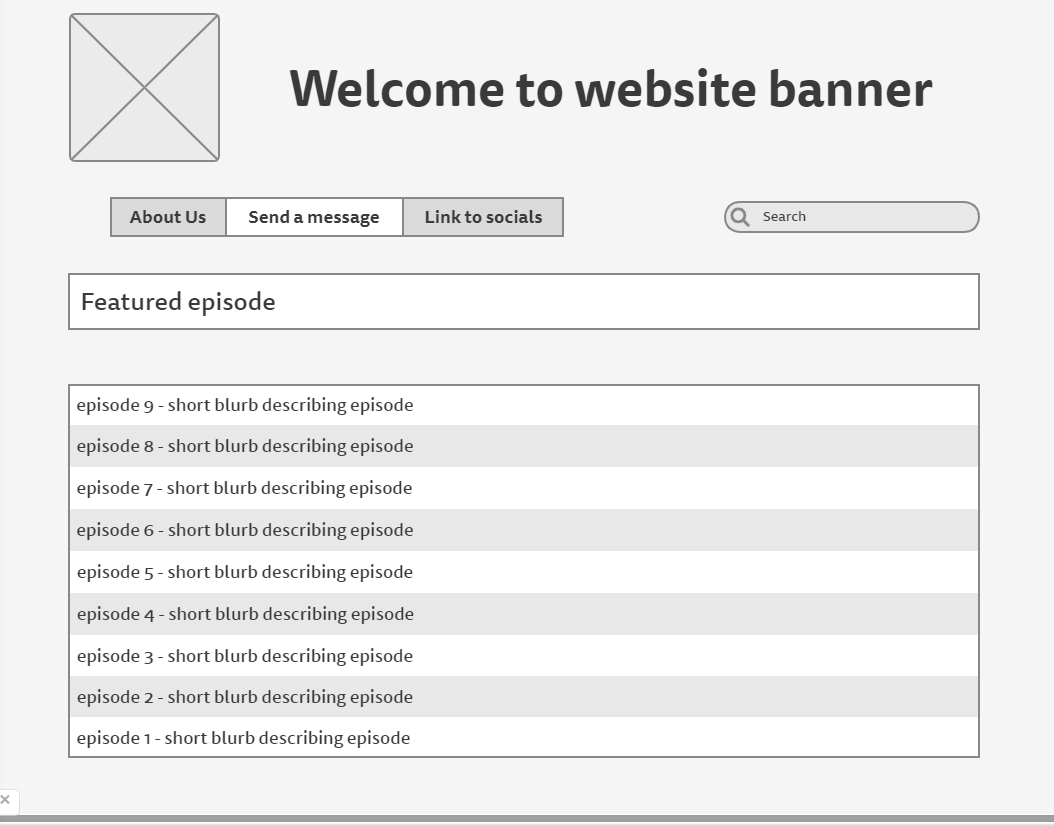 Welcome to website banner
About Us
Send a message
Link to socials
Search
Featured episode
episode 9 - short blurb describing episode
episode 8 - short blurb describing episode
episode 7 - short blurb describing episode
episode 6 - short blurb describing episode
episode 5 - short blurb describing episode
episode 4 - short blurb describing episode
episode 3 - short blurb describing episode
episode 2 - short blurb describing episode
episode 1 - short blurb describing episode